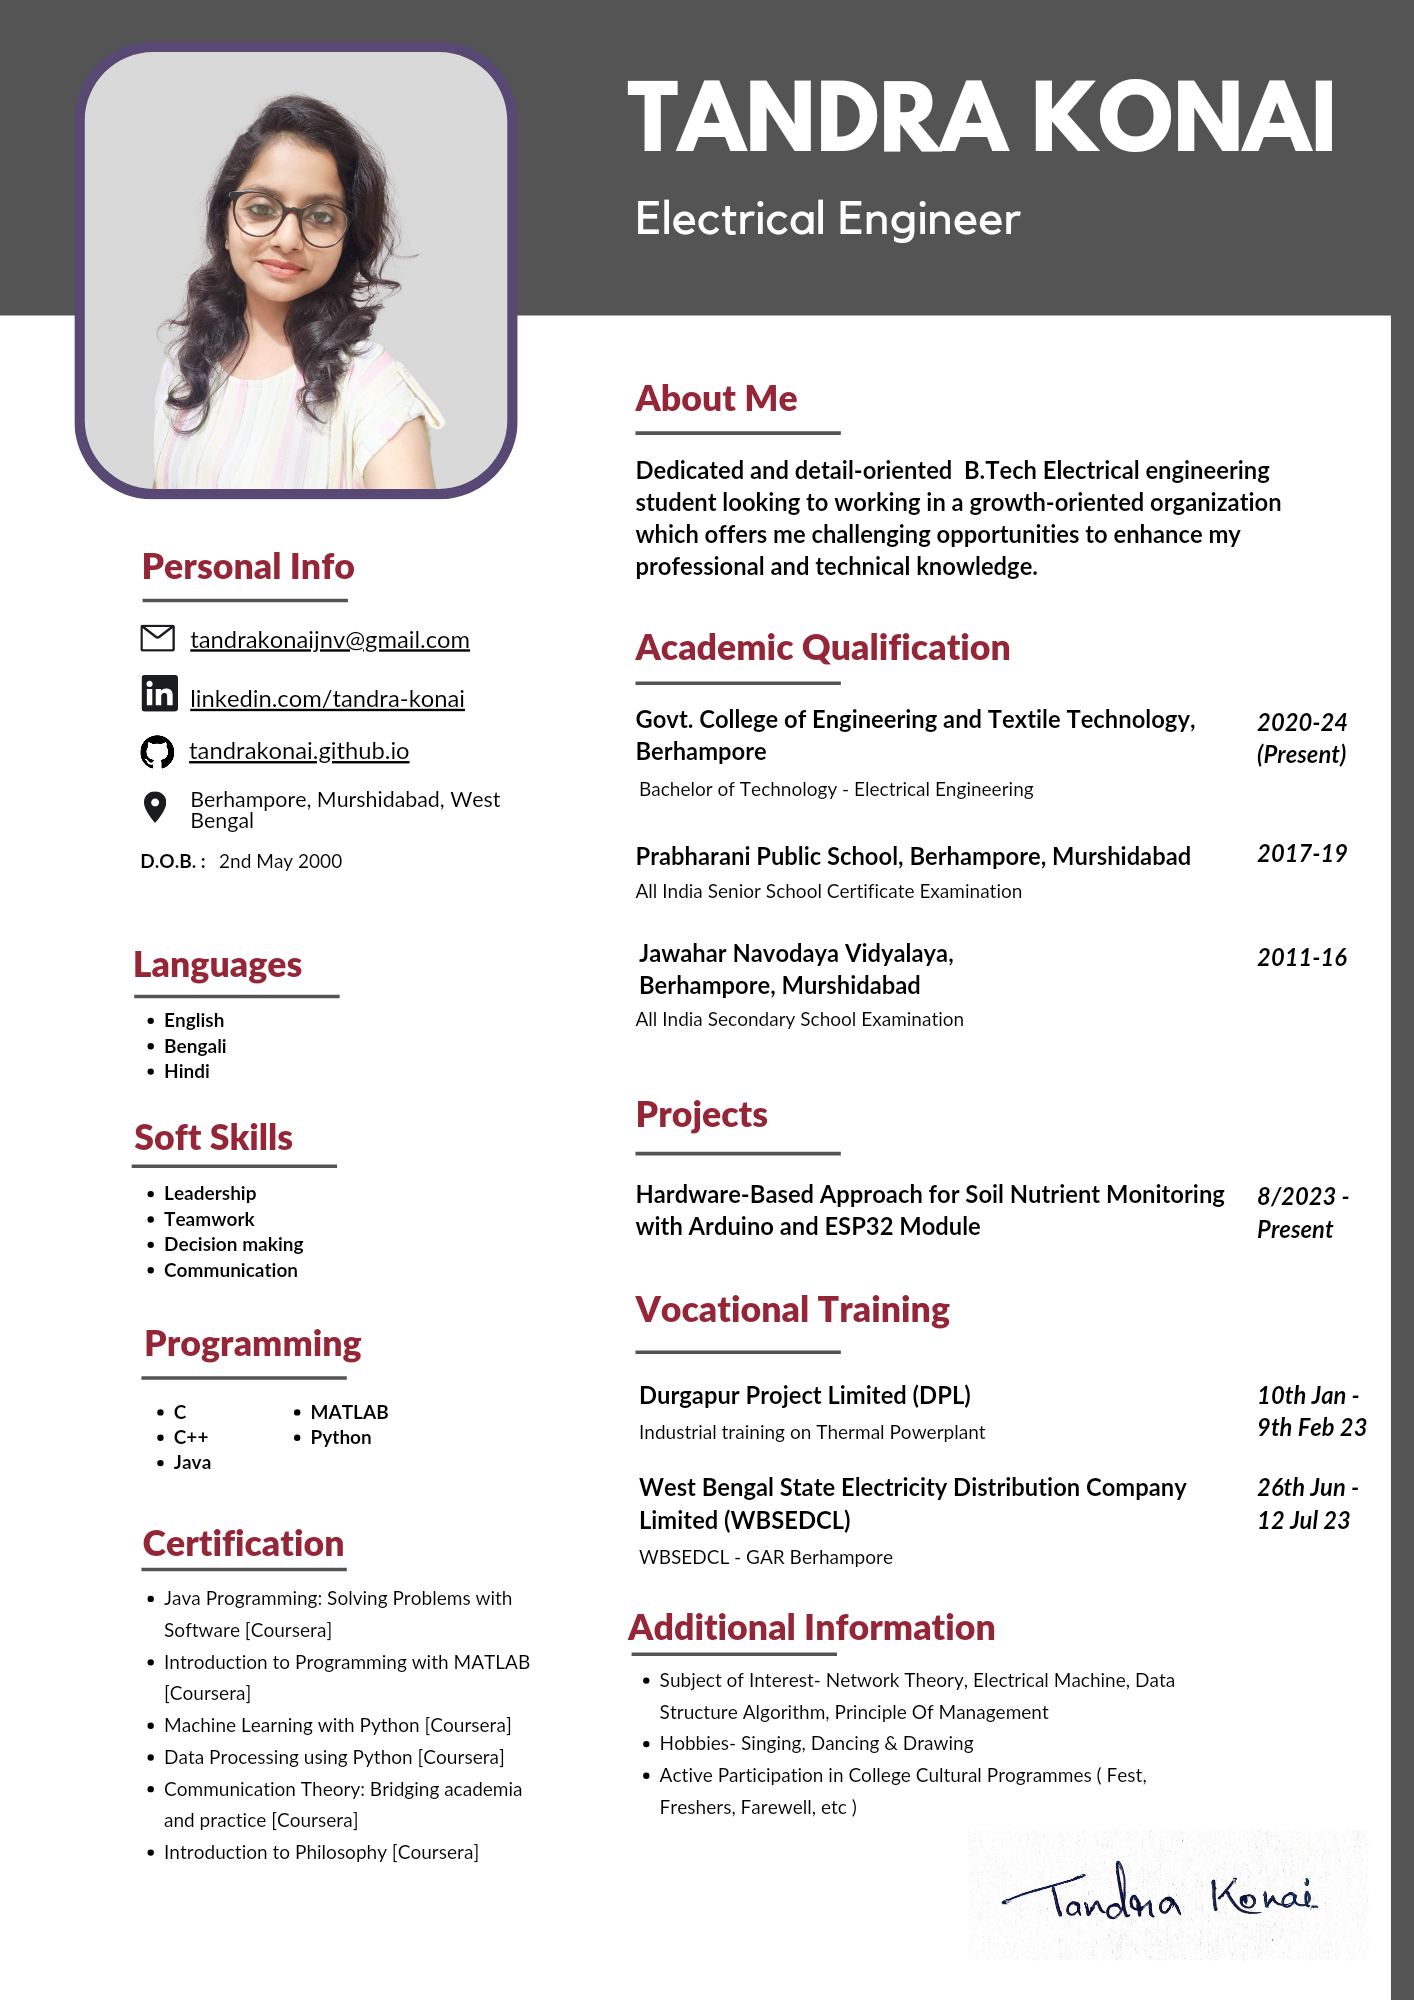 TANDRA KONAI
Electrical Engineer
Personal Info
tandrakonaijnv@gmail.com
linkedin.com/tandra-konai
tandrakonai.github.io
Berhampore, Murshidabad, West
Bengal
D.O.B. : 2nd May 2000
Languages
English
Bengali
Hindi
Soft Skills
Leadership
Teamwork
Decision making
Communication
Programming
C
C++
Java
MATLAB
Python
Certification
Java Programming: Solving Problems with
Software [Coursera]
Introduction to Programming with MATLAB
[Coursera]
Machine Learning with Python [Coursera]
Data Processing using Python [Coursera]
Communication Theory: Bridging academia
and practice [Coursera]
Introduction to Philosophy [Coursera]
About Me
Dedicated and detail-oriented B.Tech Electrical engineering
student looking to working in a growth-oriented organization
which offers me challenging opportunities to enhance my
professional and technical knowledge.
Academic Qualification
Govt. College of Engineering and Textile Technology,
Berhampore
2020-24
(Present)
Bachelor of Technology - Electrical Engineering
Prabharani Public School, Berhampore, Murshidabad
2017-19
All India Senior School Certificate Examination
Jawahar Navodaya Vidyalaya,
Berhampore, Murshidabad
2011-16
All India Secondary School Examination
Projects
Hardware-Based Approach for Soil Nutrient Monitoring
with Arduino and ESP32 Module
8/2023 -
Present
Vocational Training
Durgapur Project Limited (DPL)
10th Jan -
9th Feb 23
Industrial training on Thermal Powerplant
West Bengal State Electricity Distribution Company
Limited (WBSEDCL)
26th Jun -
12 Jul 23
WBSEDCL - GAR Berhampore
Additional Information
Subject of Interest- Network Theory, Electrical Machine, Data
Structure Algorithm, Principle Of Management
Hobbies- Singing, Dancing & Drawing
Active Participation in College Cultural Programmes ( Fest,
Freshers, Farewell, etc )
Tandra Konai